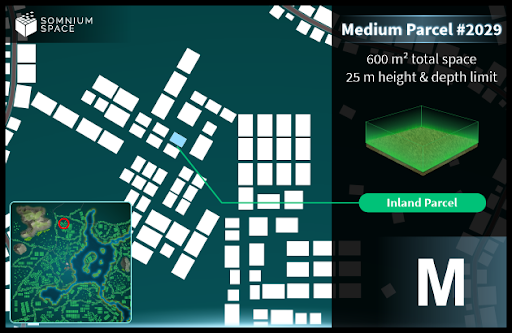 SOMNIUM
SPACE
Medium Parcel #2029
600 m² total space
25 m height & depth limit
Inland Parcel
M